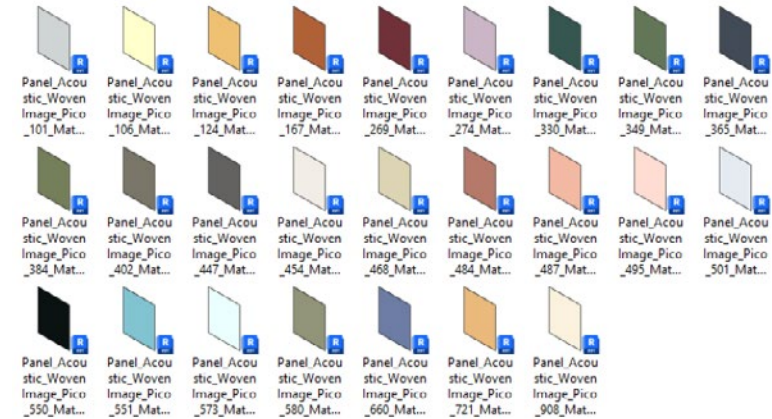 Panel_Acou
stic_Woven
Image_Pico
_101_Mat...
Panel_Acou
stic_Woven
Image_Pico
_106_Mat...
Panel_Acou
stic_Woven
Image_Pico
_124_Mat...
Panel_Acou
stic_Woven
Image_Pico
_167_Mat...
Panel_Acou
stic_Woven
Image_Pico
_269_Mat...
Panel_Acou
stic_Woven
Image_Pico
_274_Mat...
Panel_Acou
stic_Woven
Image_Pico
_330_Mat...
Panel_Acou
stic_Woven
Image_Pico
_349_Mat...
Panel_Acou
stic_Woven
Image_Pico
_365_Mat...
Panel_Acou
stic_Woven
Image_Pico
_384_Mat...
Panel_Acou
stic_Woven
Image_Pico
_402_Mat...
Panel_Acou
stic_Woven
Image_Pico
_447_Mat...
Panel_Acou
stic_Woven
Image_Pico
_454_Mat...
Panel_Acou
stic_Woven
Image_Pico
_468_Mat...
Panel_Acou
stic_Woven
Image_Pico
_484_Mat...
Panel_Acou
stic_Woven
Image_Pico
_487_Mat...
Panel_Acou
stic_Woven
Image_Pico
_495_Mat...
Panel_Acou
stic_Woven
Image_Pico
_501_Mat...
Panel_Acou
stic_Woven
Image_Pico
_550_Mat...
Panel_Acou
stic_Woven
Image_Pico
_551_Mat...
Panel_Acou
stic_Woven
Image_Pico
_573_Mat...
Panel_Acou
stic_Woven
Image_Pico
_580_Mat...
Panel_Acou
stic_Woven
Image_Pico
_660_Mat...
Panel_Acou
stic_Woven
Image_Pico
_721_Mat...
Panel_Acou
stic_Woven
Image_Pico
_908_Mat...